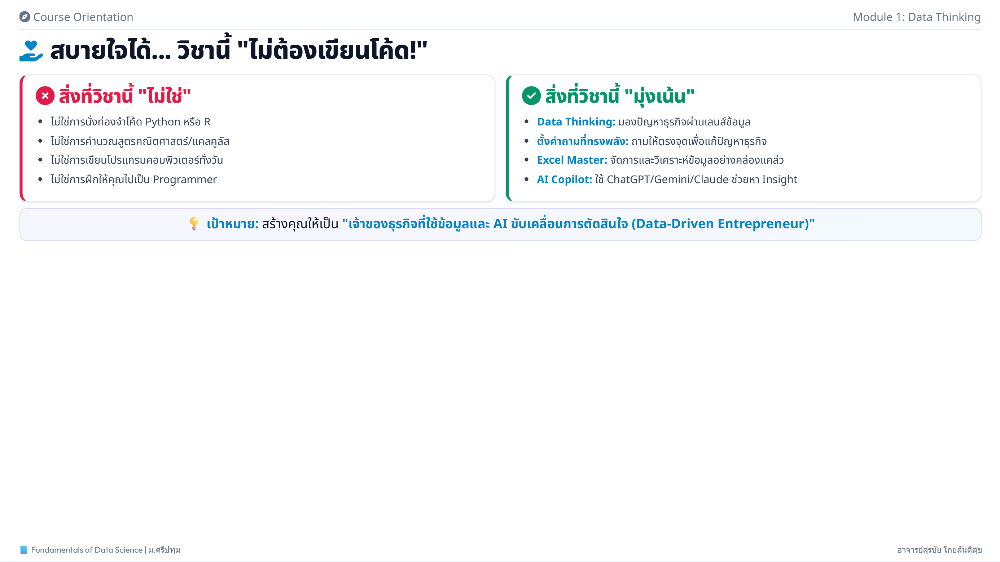 Course Orientation
Module 1: Data Thinking
สบายใจได้... วิชานี้ "ไม่ต้องเขียนโค้ด!"
สิ่งที่วิชานี้ "ไม่ใช่"
• ไม่ใช่การนั่งท่องจำโค้ด Python หรือ R
• ไม่ใช่การคำนวณสูตรคณิตศาสตร์/แคลคูลัส
• ไม่ใช่การเขียนโปรแกรมคอมพิวเตอร์ทั้งวัน
• ไม่ใช่การฝึกให้คุณไปเป็น Programmer
สิ่งที่วิชานี้ "มุ่งเน้น"
• Data Thinking: มองปัญหาธุรกิจผ่านเลนส์ข้อมูล
• ตั้งคำถามที่ทรงพลัง: ถามให้ตรงจุดเพื่อแก้ปัญหาธุรกิจ
• Excel Master: จัดการและวิเคราะห์ข้อมูลอย่างคล่องแคล่ว
• AI Copilot: ใช้ ChatGPT/Gemini/Claude ช่วยหา Insight
💡 เป้าหมาย: สร้างคุณให้เป็น "เจ้าของธุรกิจที่ใช้ข้อมูลและ AI ขับเคลื่อนการตัดสินใจ (Data-Driven Entrepreneur)"
📘 Fundamentals of Data Science | ม.ศรีปทุม
อาจารย์สุรชัย โกยสันติสุข